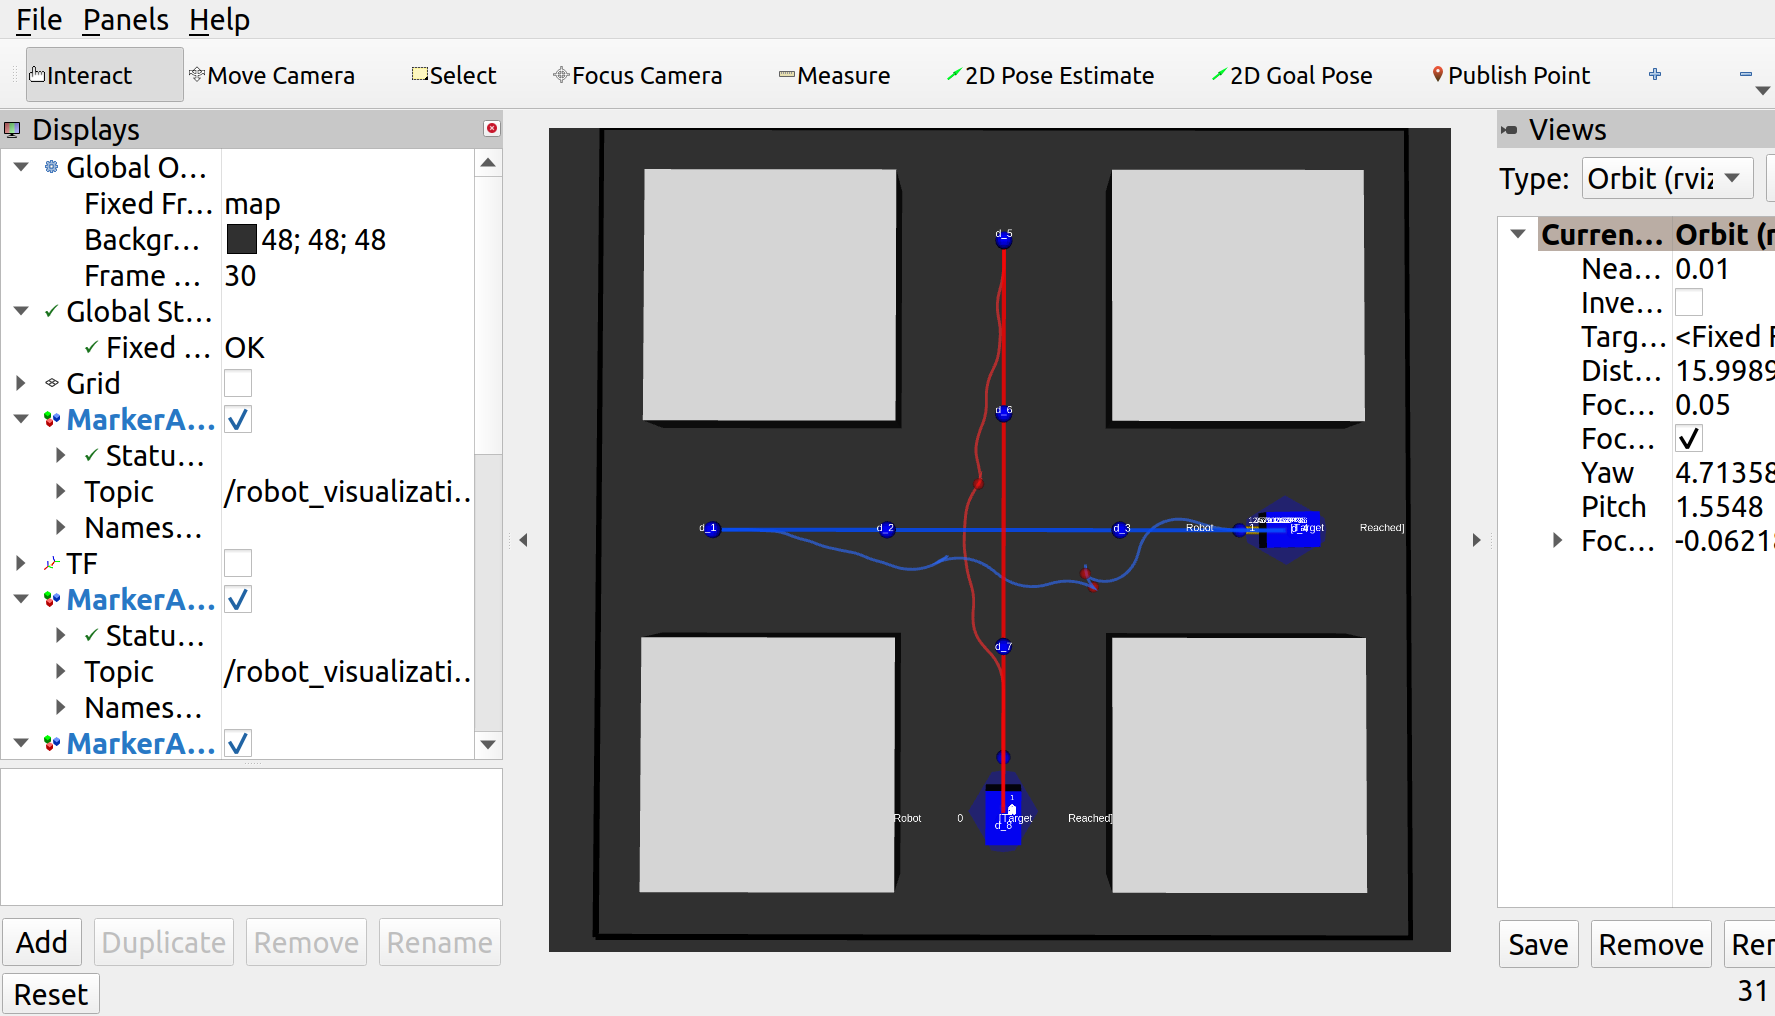 File Panels Help
Interact Move Camera Select Focus Camera Measure 2D Pose Estimate 2D Goal Pose Publish Point
Displays
Global O...
Fixed Fr... map
Backgr... 48; 48; 48
Frame ... 30
Global St...
Fixed ... OK
Grid
MarkerA...
Statu...
Topic /robot_visualizati..
Names...
TF
MarkerA...
Statu...
Topic /robot_visualizati..
Names...
MarkerA...
Add Duplicate Remove Rename
Reset
d_5
d_6
d_1 d_2 d_3 Robot 1 [Target Reached]
d_7
1
Robot 0 [Target Reached]
d_8
Views
Type: Orbit (rviz
Curren... Orbit (r
Nea... 0.01
Inve...
Targ... <Fixed F
Dist... 15.9989
Foc... 0.05
Foc...
Yaw 4.71358
Pitch 1.5548
Foc... -0.0621
Save Remove Ren
31